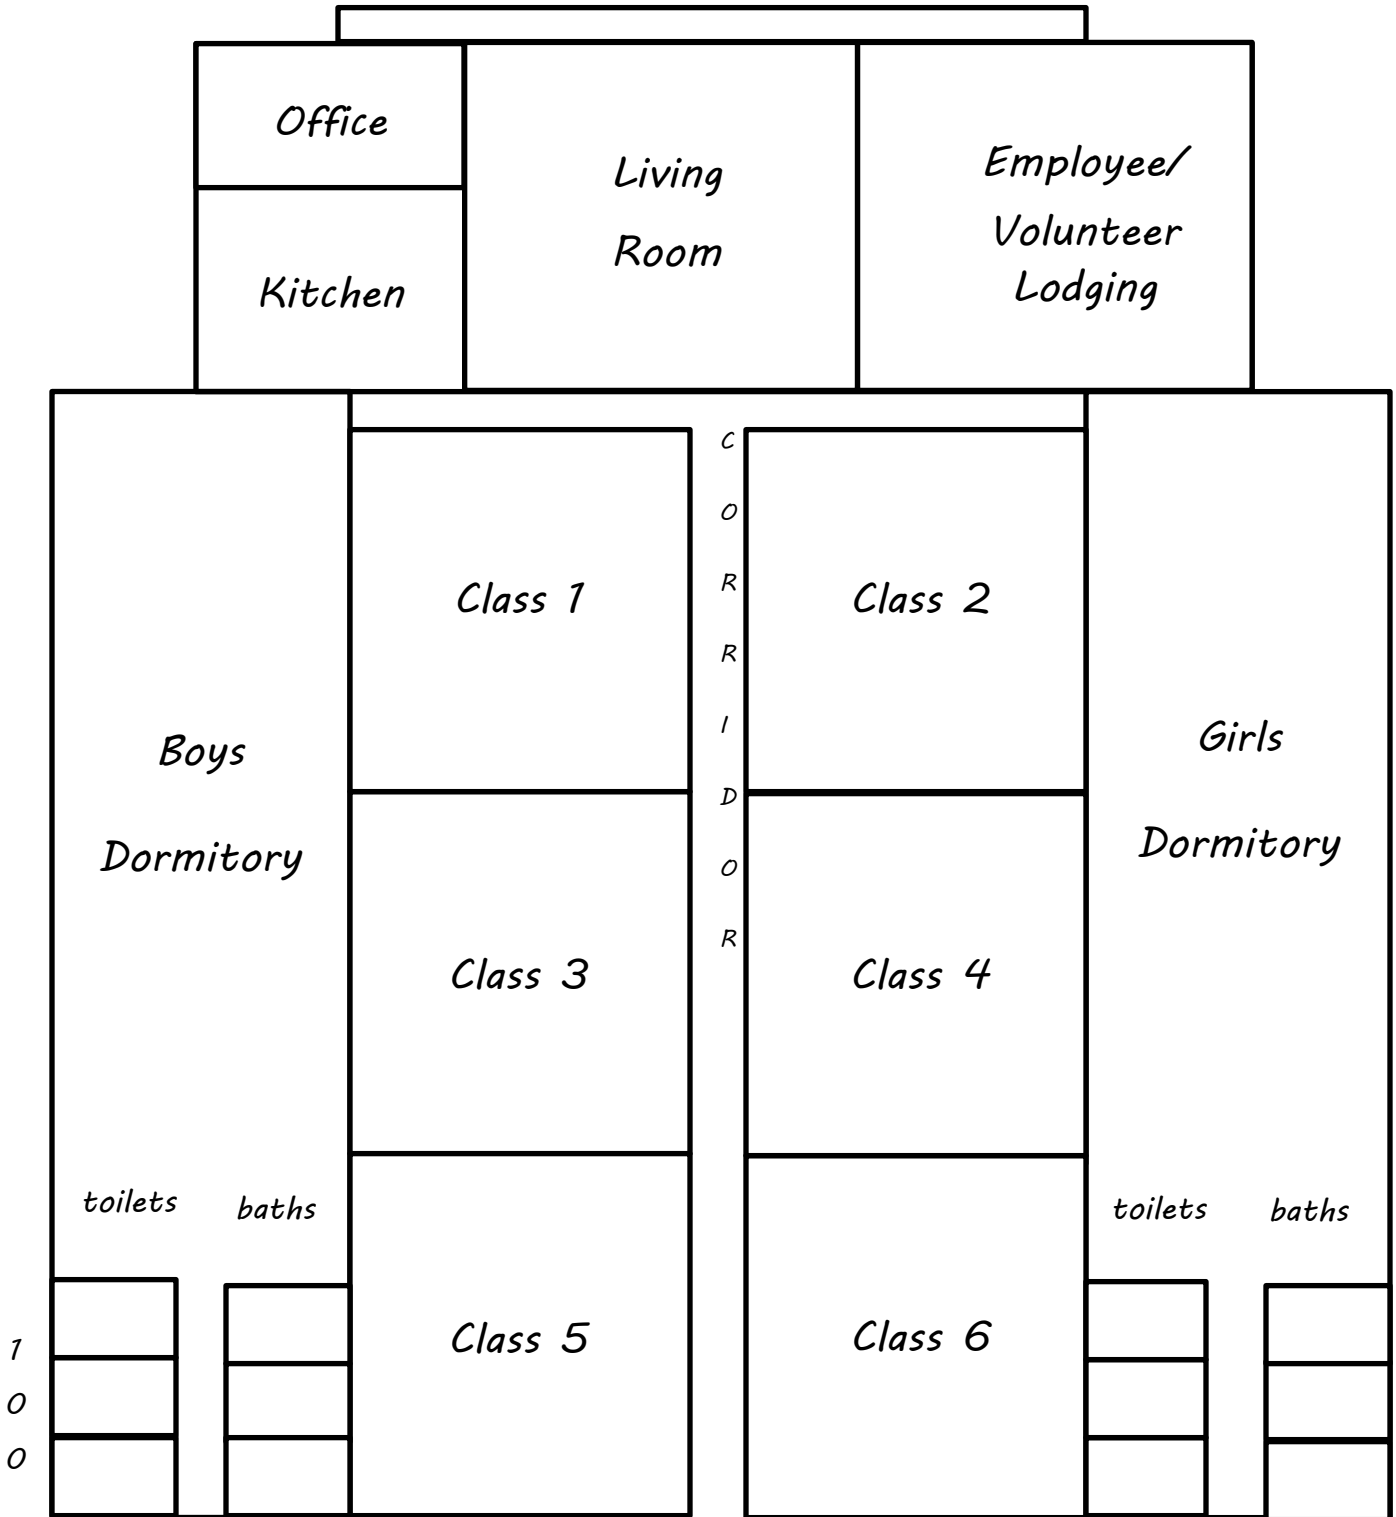 Office
Living
Room
Employee/
Volunteer
Lodging
Kitchen
C
O
R
R
I
D
O
R
Class 1
Class 2
Boys
Dormitory
Girls
Dormitory
Class 3
Class 4
toilets
baths
toilets
baths
Class 5
Class 6
1
0
0